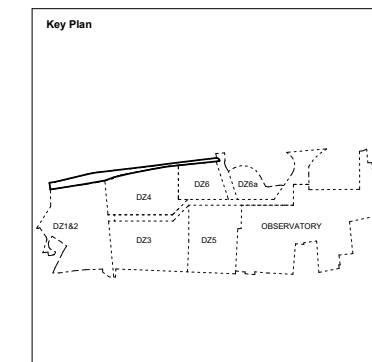 Key Plan
DZ6
DZ6a
DZ4
DZ1&2
OBSERVATORY
DZ3
DZ5